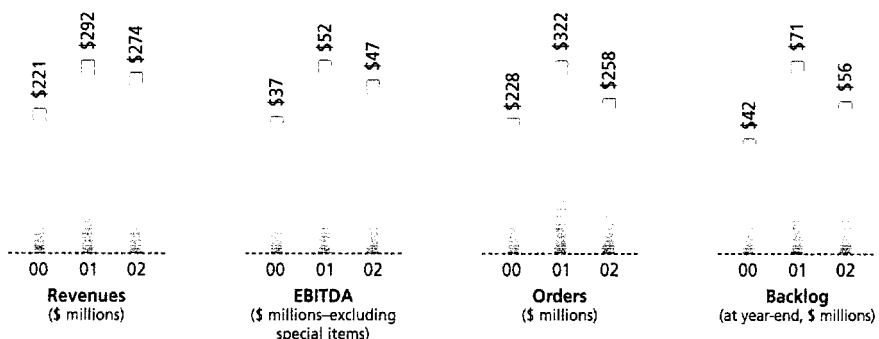 $221
$292
$274
00 01 02
Revenues
($ millions)
$37
$52
$47
00 01 02
EBITDA
($ millions–excluding
special items)
$228
$322
$258
00 01 02
Orders
($ millions)
$42
$71
$56
00 01 02
Backlog
(at year-end, $ millions)